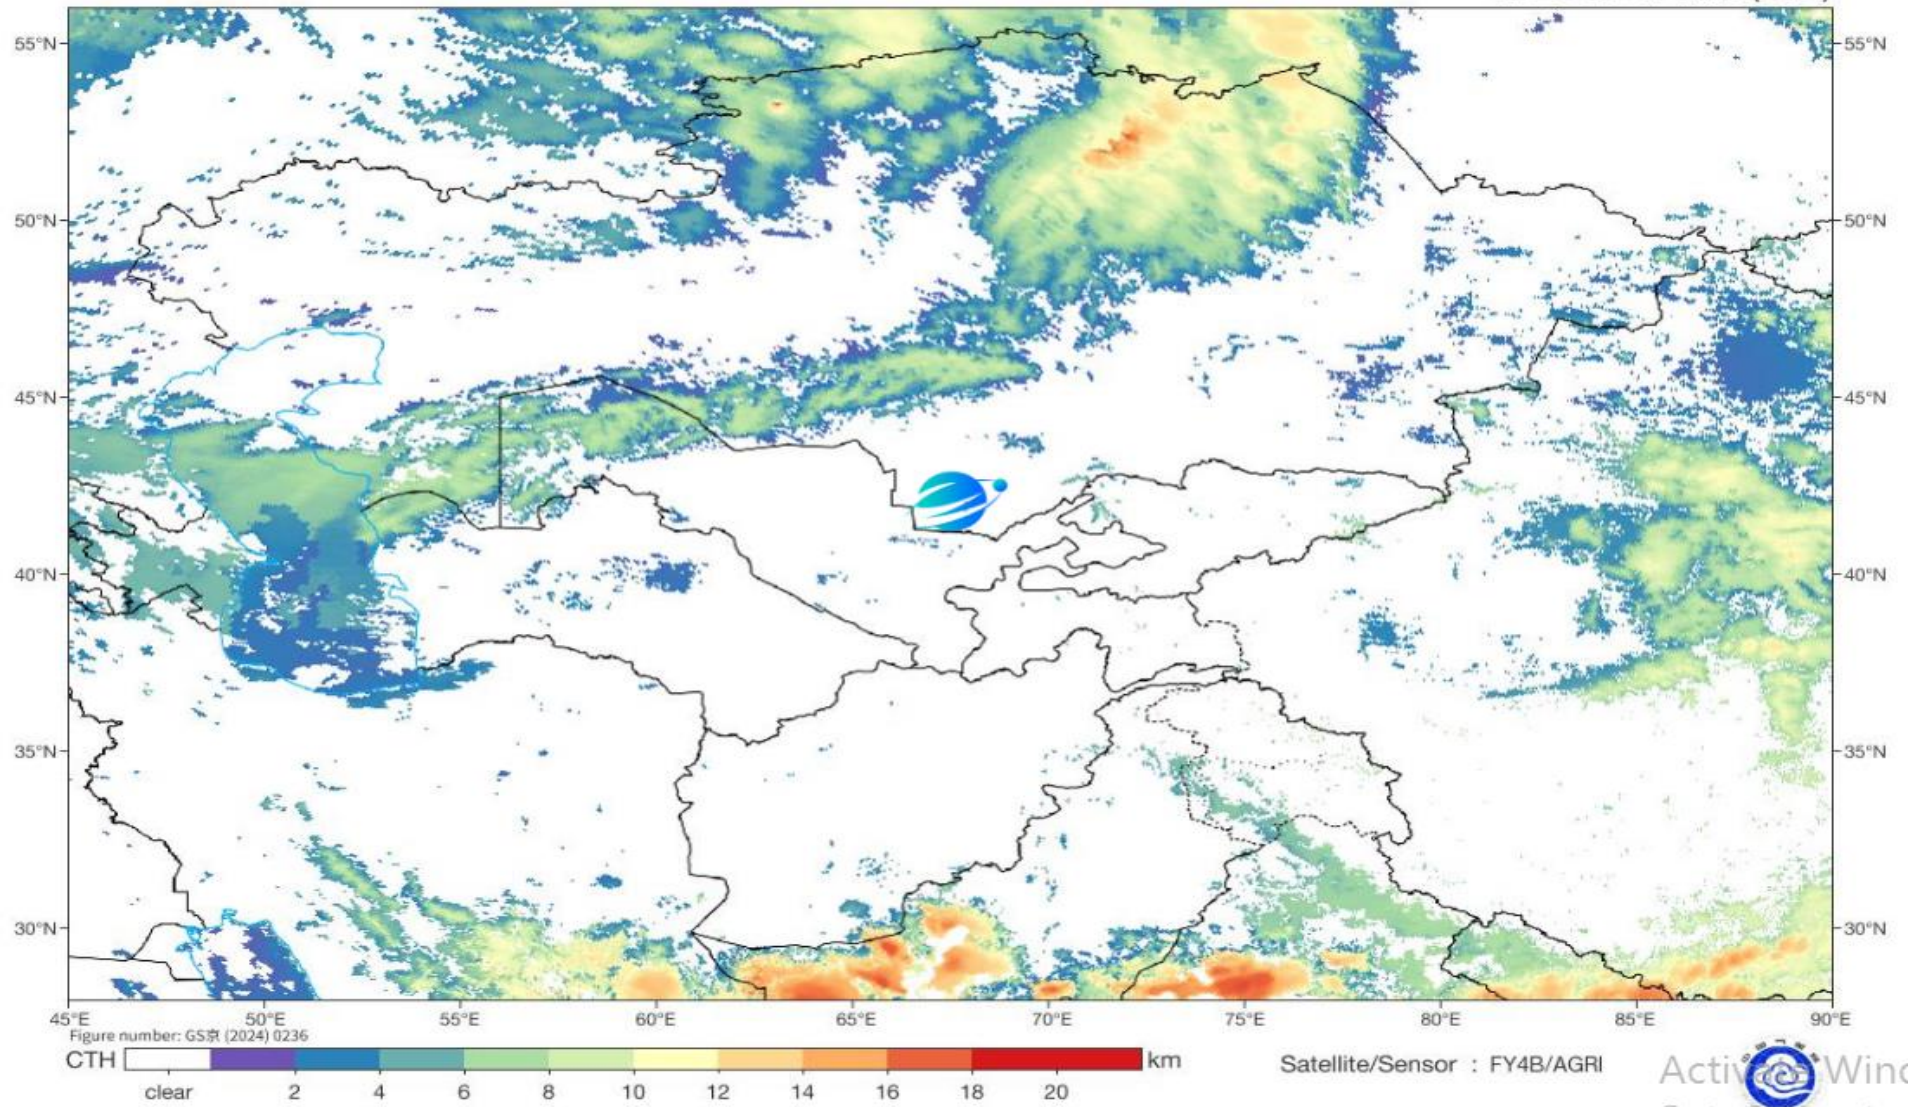 55°N 55°N
50°N 50°N
45°N 45°N
40°N 40°N
35°N 35°N
30°N 30°N
45°E 50°E 55°E 60°E 65°E 70°E 75°E 80°E 85°E 90°E
Figure number: GS京 (2024) 0236
CTH km
clear 2 4 6 8 10 12 14 16 18 20
Satellite/Sensor : FY4B/AGRI